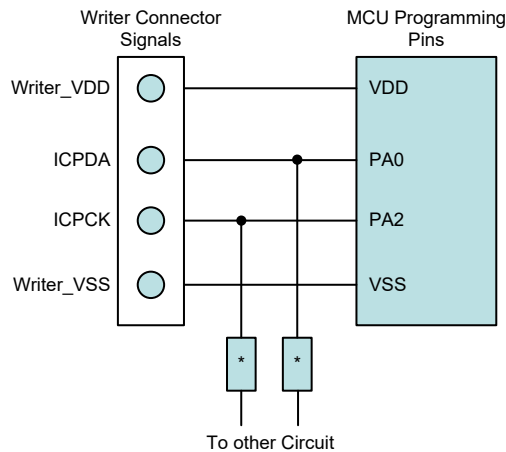 Writer Connector
Signals
MCU Programming
Pins
Writer_VDD
VDD
ICPDA
PA0
ICPCK
PA2
Writer_VSS
VSS
*
*
To other Circuit